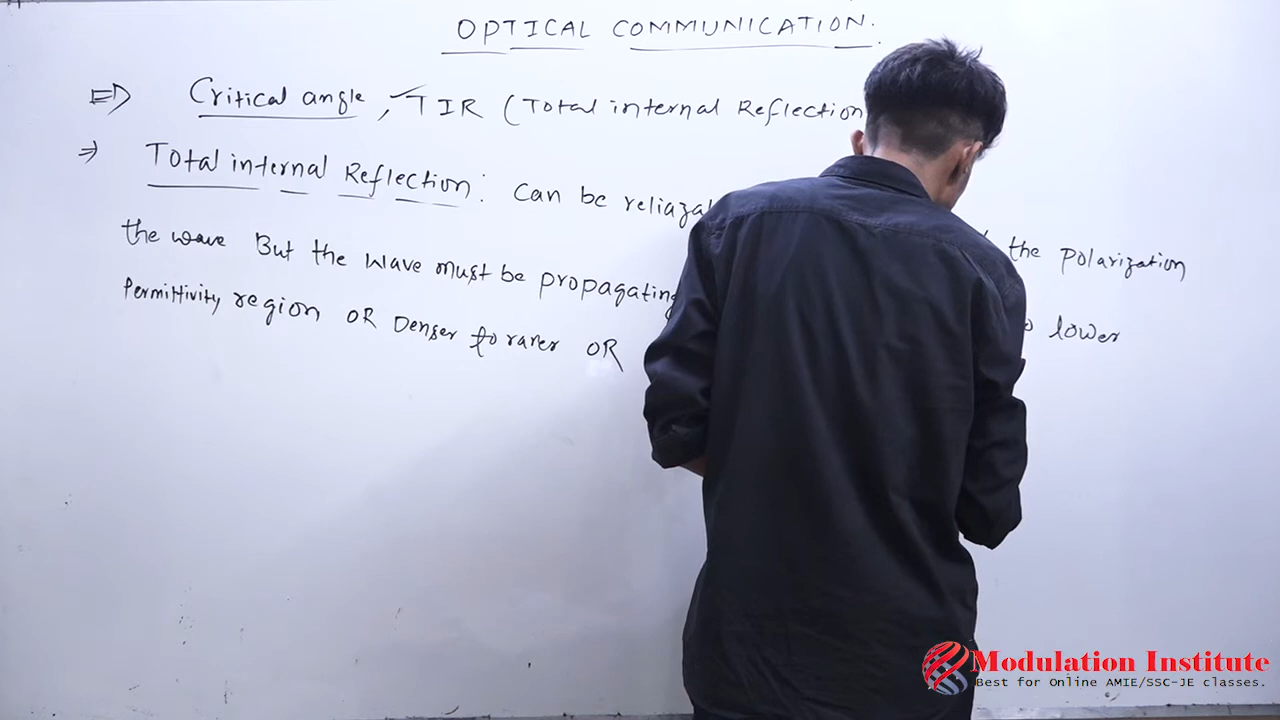 OPTICAL COMMUNICATION.
⇒ Critical angle, TIR (Total internal Reflection
⇒ Total internal Reflection: can be the polarization
the wave But the wave must be propagating lower
Permittivity region OR Denser to rarer OR
Modulation Institute
Best for Online AMIE/SSC-JE classes.